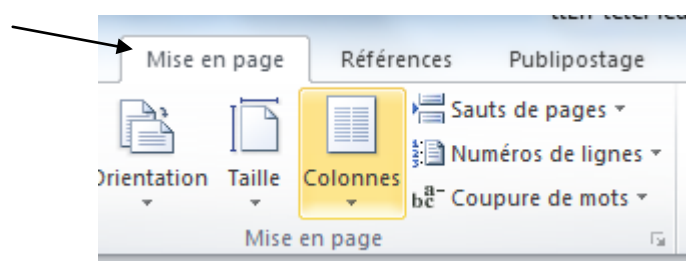 Mise en page Références Publipostage
Sauts de pages
Numéros de lignes
Orientation Taille Colonnes
Coupure de mots
Mise en page